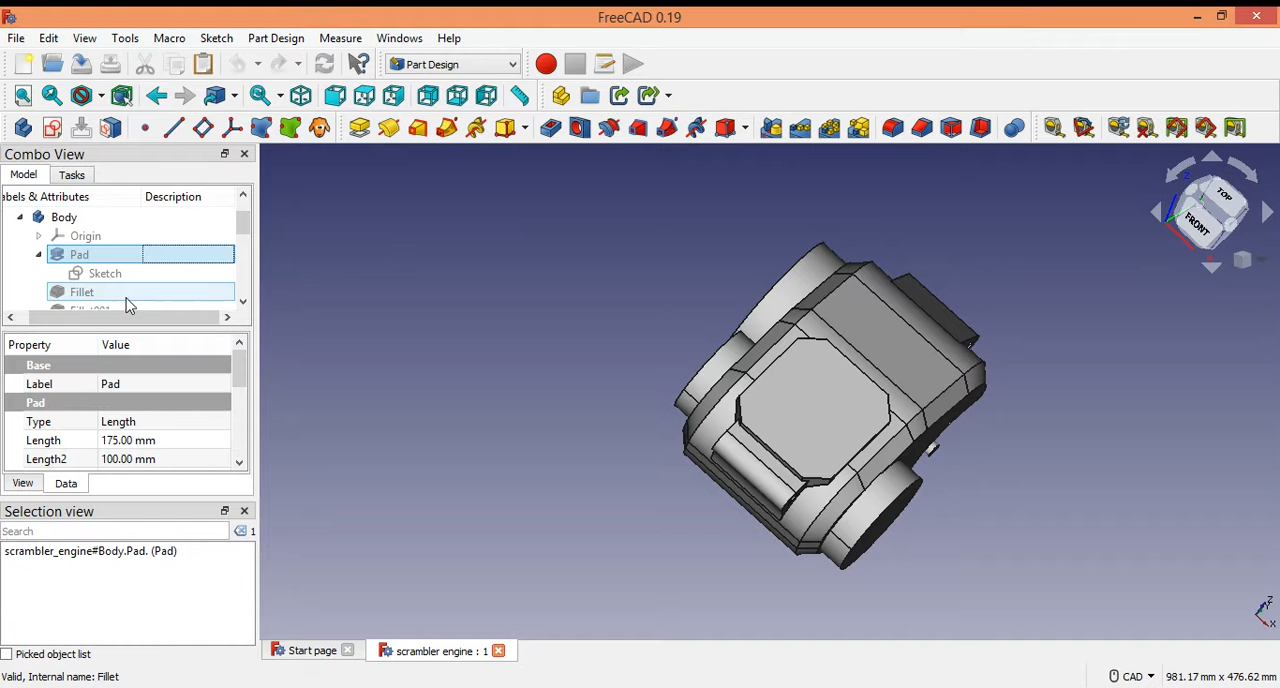 FreeCAD 0.19
File Edit View Tools Macro Sketch Part Design Measure Windows Help
Part Design
Combo View
Model Tasks
abels & Attributes Description
Body
Origin
Pad
Sketch
Fillet
Property Value
Base
Label Pad
Pad
Type Length
Length 175.00 mm
Length2 100.00 mm
View Data
Selection view
Search 1
scrambler_engine#Body.Pad. (Pad)
Picked object list
Start page scrambler engine : 1
Valid, Internal name: Fillet CAD 981.17 mm x 476.62 mm
TOP
FRONT
Z
Z
Y
X